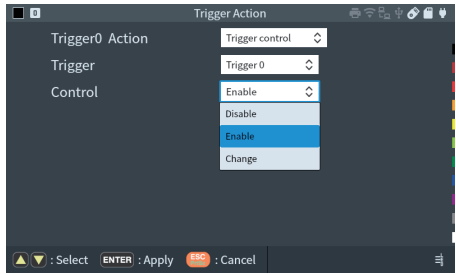 0 Trigger Action
Trigger0 Action Trigger control
Trigger Trigger 0
Control Enable
Disable
Enable
Change
: Select ENTER : Apply ESC : Cancel